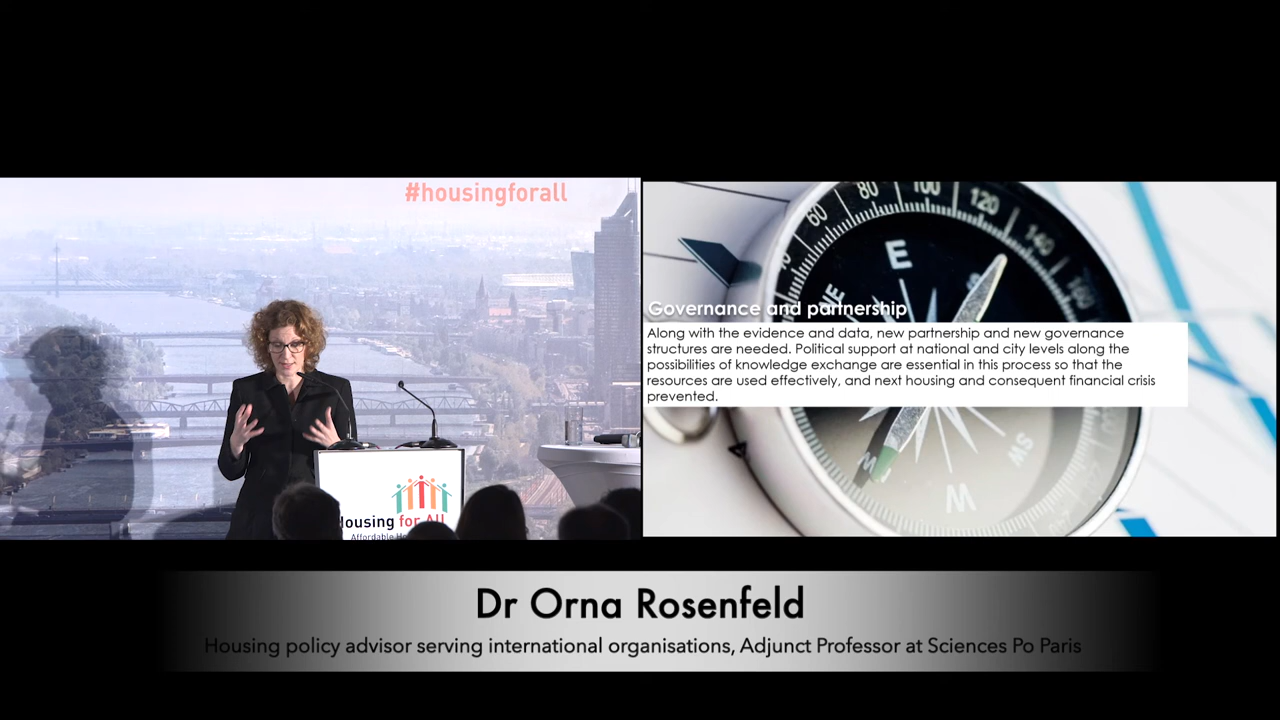 #housingforall
Housing for All
60 80 100 120 140 160
NE E
W SW W
Governance and partnership
Along with the evidence and data, new partnership and new governance
structures are needed. Political support at national and city levels along the
possibilities of knowledge exchange are essential in this process so that the
resources are used effectively, and next housing and consequent financial crisis
prevented.
Dr Orna Rosenfeld
Housing policy advisor serving international organisations, Adjunct Professor at Sciences Po Paris